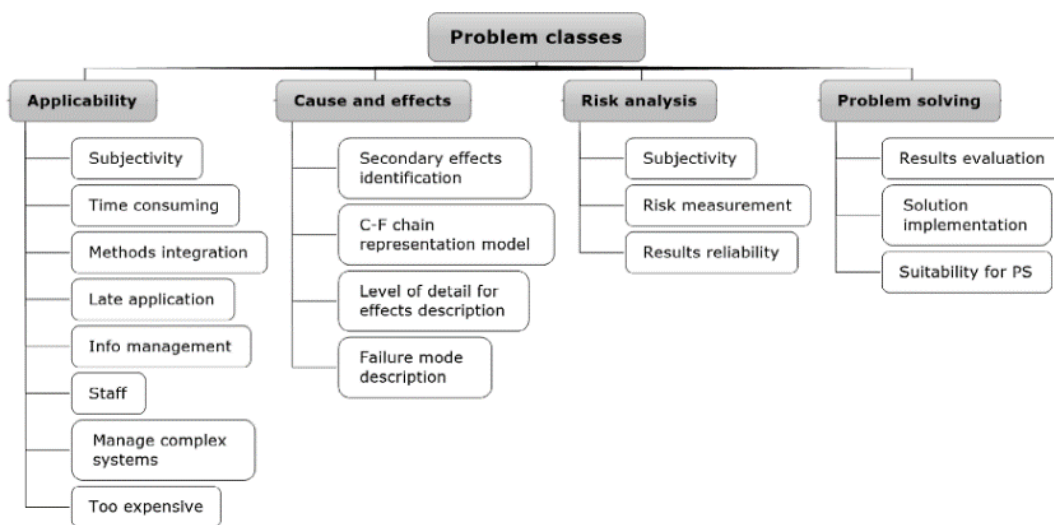 Problem classes
Applicability
Subjectivity
Time consuming
Methods integration
Late application
Info management
Staff
Manage complex
systems
Too expensive
Cause and effects
Secondary effects
identification
C-F chain
representation model
Level of detail for
effects description
Failure mode
description
Risk analysis
Subjectivity
Risk measurement
Results reliability
Problem solving
Results evaluation
Solution
implementation
Suitability for PS